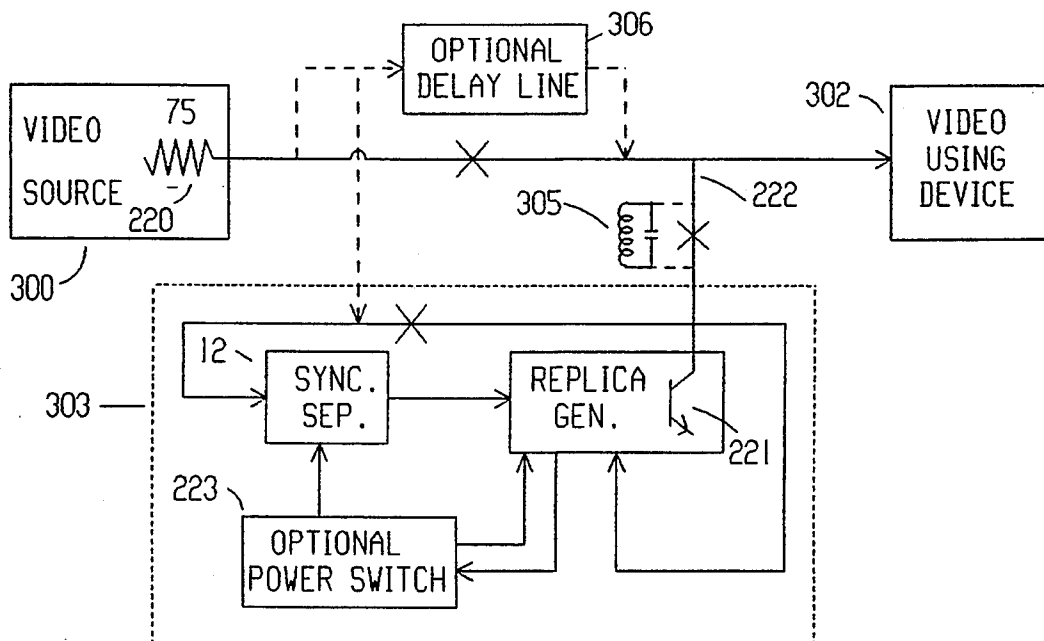 OPTIONAL
DELAY LINE
306
VIDEO
SOURCE
75
220
300
302
VIDEO
USING
DEVICE
305
222
303
12
SYNC.
SEP.
REPLICA
GEN.
221
223
OPTIONAL
POWER SWITCH